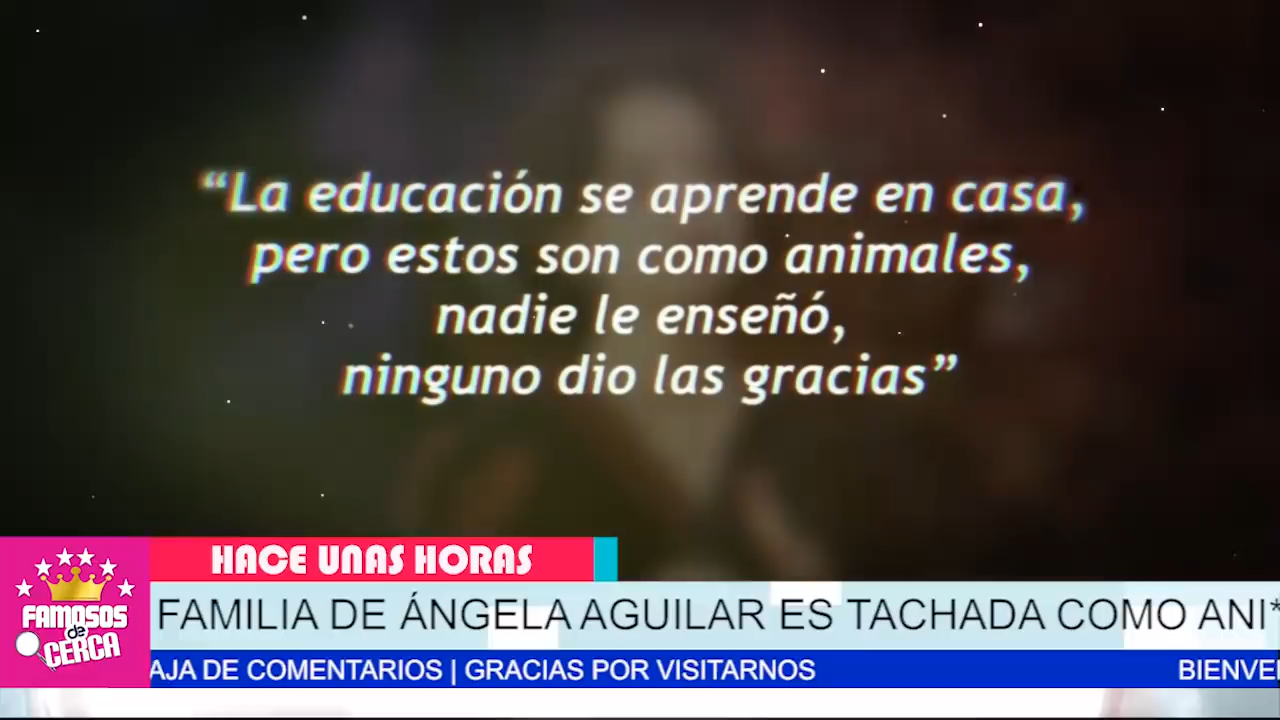 “La educación se aprende en casa,
pero estos son como animales,
nadie le enseñó,
ninguno dio las gracias”
HACE UNAS HORAS
FAMOSOS
de
CERCA
FAMILIA DE ÁNGELA AGUILAR ES TACHADA COMO ANI*
AJA DE COMENTARIOS | GRACIAS POR VISITARNOS
BIENVE